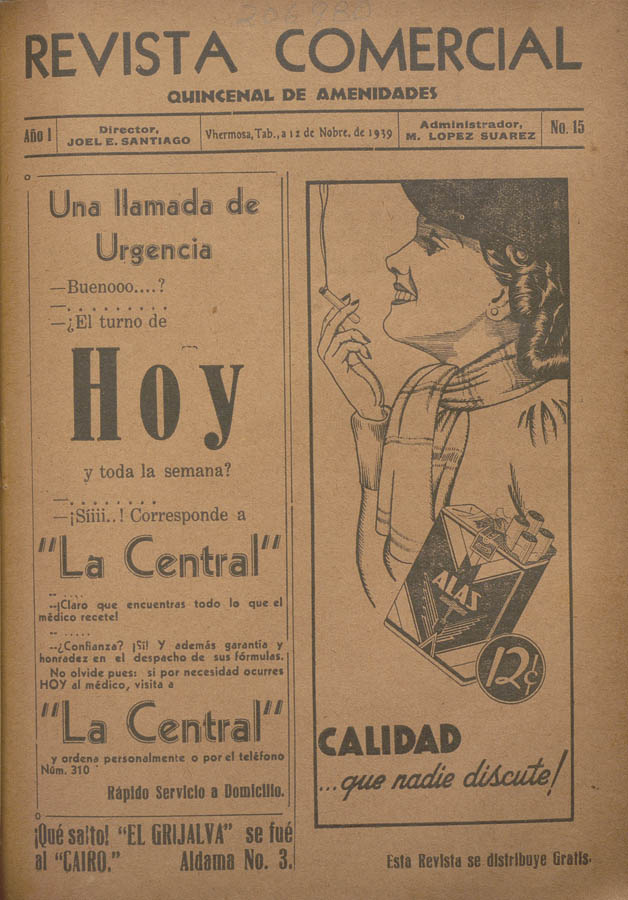 REVISTA COMERCIAL
QUINCENAL DE AMENIDADES
Año I
Director,
JOEL E. SANTIAGO
Vhermosa, Tab., a 12 de Nobre. de 1939
Administrador,
M. LOPEZ SUAREZ
No. 15
Una llamada de
Urgencia
—Buenooo....?
—.........
—¿El turno de
Hoy
y toda la semana?
—.........
—¡Síiii..! Corresponde a
"La Central"
-- ....
--¡Claro que encuentras todo lo que el
médico recete!
-- .....
--¿Confianza? ¡Si! Y además garantía y
honradez en el despacho de sus fórmulas.
No olvide pues: si por necesidad ocurres
HOY al médico, visita a
"La Central"
y ordena personalmente o por el teléfono
Núm. 310
Rápido Servicio a Domicilio.
¡Qué salto! "EL GRIJALVA" se fué
al "CAIRO." Aldama No. 3.
ALAS
12 ¢
CALIDAD
...que nadie discute!
Esta Revista se distribuye Gratis.